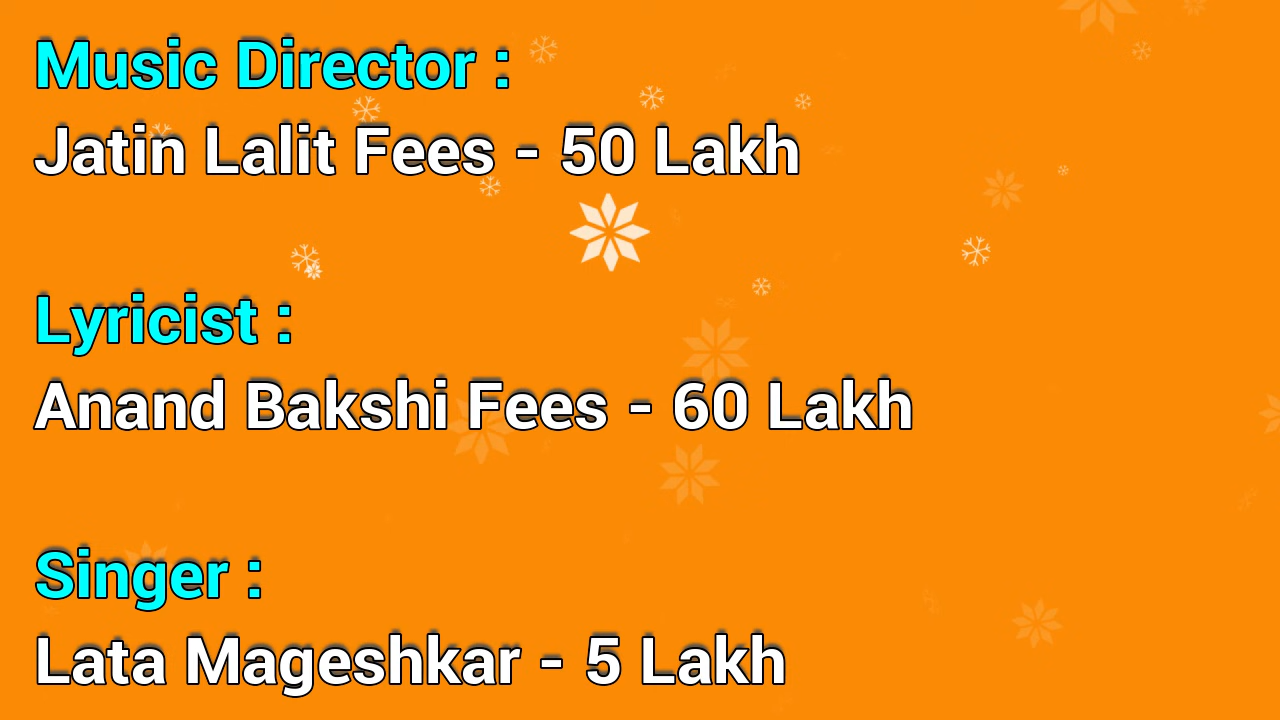 Music Director :
Jatin Lalit Fees - 50 Lakh
Lyricist :
Anand Bakshi Fees - 60 Lakh
Singer :
Lata Mageshkar - 5 Lakh